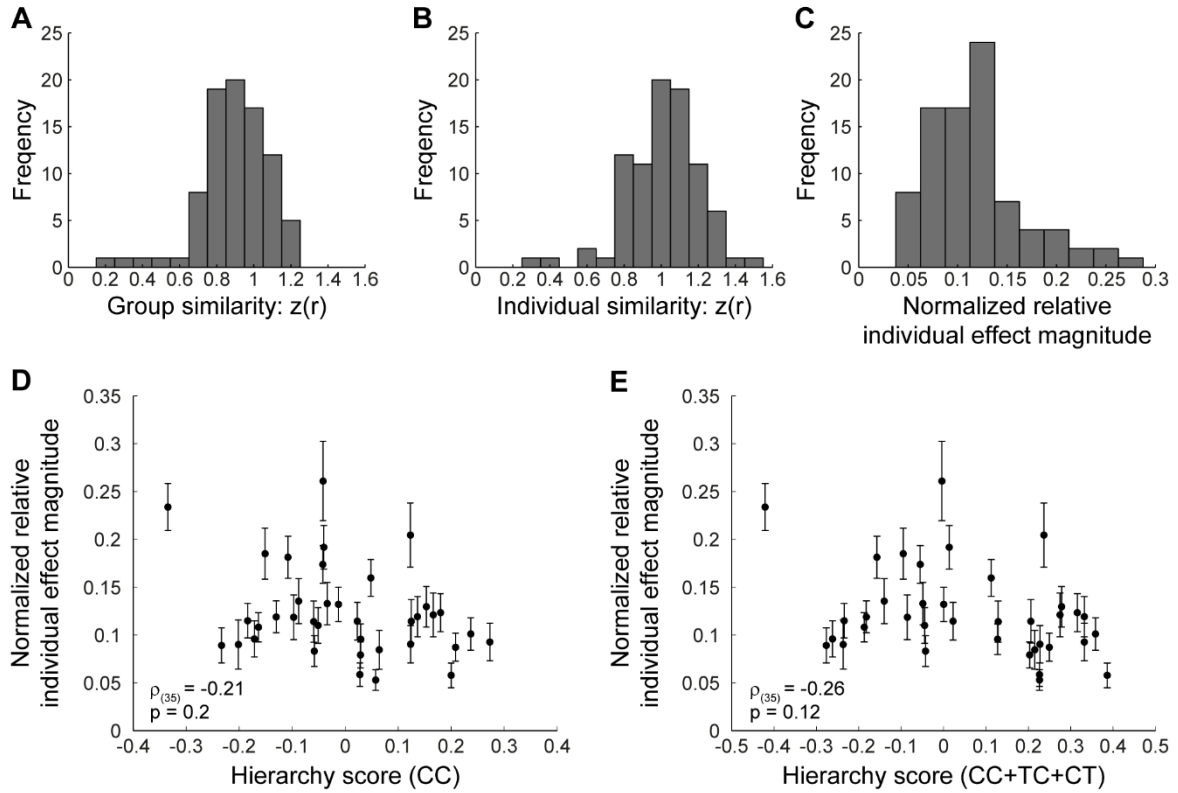 A
B
C
Freqency
25
20
15
10
5
0
0 0.2 0.4 0.6 0.8 1 1.2 1.4 1.6
Group similarity: z(r)
Freqency
25
20
15
10
5
0
0 0.2 0.4 0.6 0.8 1 1.2 1.4 1.6
Individual similarity: z(r)
Freqency
25
20
15
10
5
0
0 0.05 0.1 0.15 0.2 0.25 0.3
Normalized relative
individual effect magnitude
D
Normalized relative
individual effect magnitude
0.35
0.3
0.25
0.2
0.15
0.1
0.05
0
ρ(35) = -0.21
p = 0.2
-0.4 -0.3 -0.2 -0.1 0 0.1 0.2 0.3 0.4
Hierarchy score (CC)
E
Normalized relative
individual effect magnitude
0.35
0.3
0.25
0.2
0.15
0.1
0.05
0
ρ(35) = -0.26
p = 0.12
-0.5 -0.4 -0.3 -0.2 -0.1 0 0.1 0.2 0.3 0.4 0.5
Hierarchy score (CC+TC+CT)